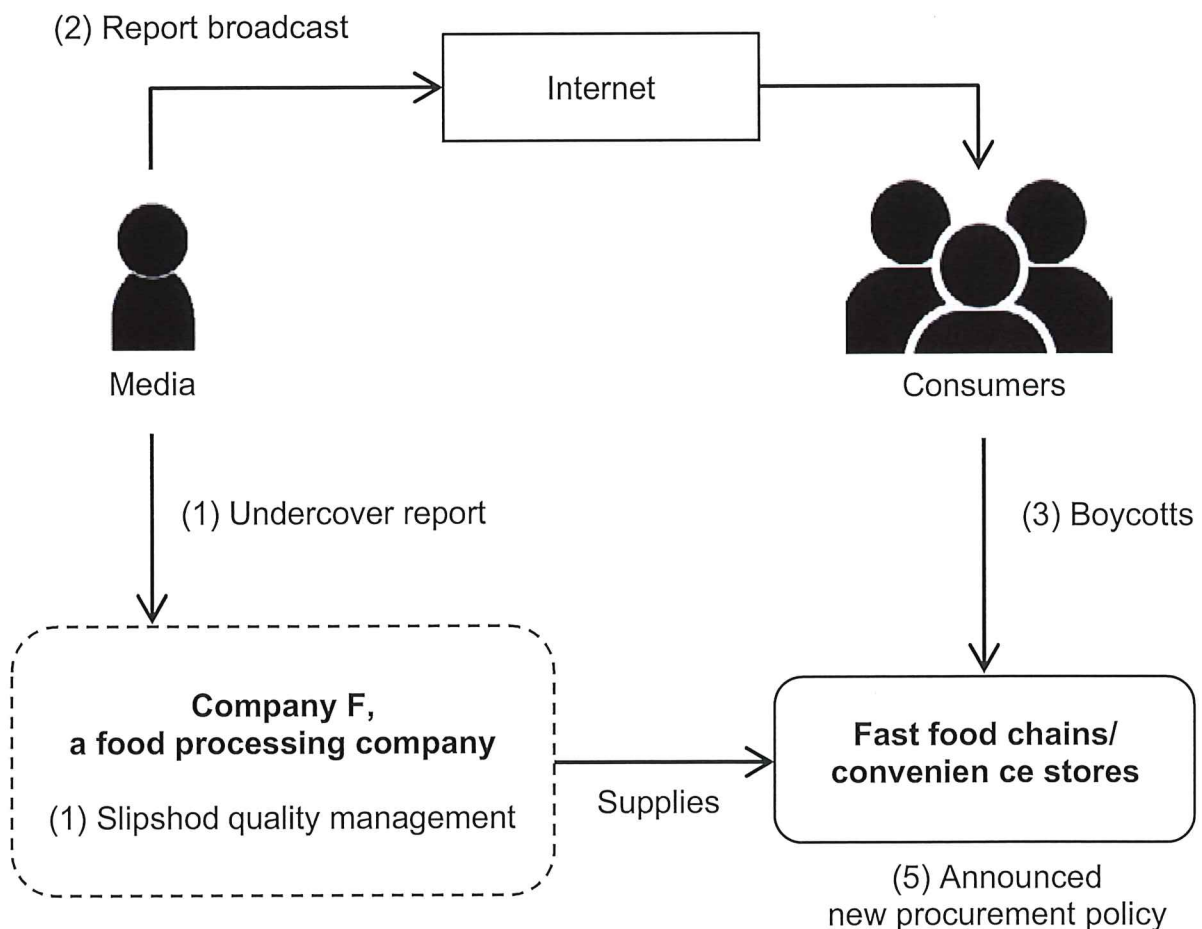 (2) Report broadcast
Internet
Media
Consumers
(1) Undercover report
(3) Boycotts
Company F,
a food processing company
(1) Slipshod quality management
Supplies
Fast food chains/
convenien ce stores
(5) Announced
new procurement policy